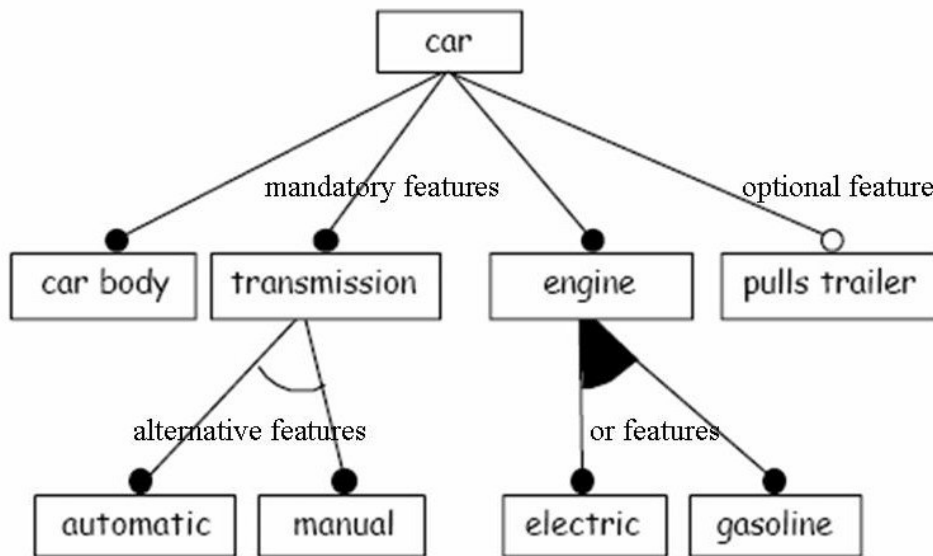 car
mandatory features
optional feature
car body
transmission
engine
pulls trailer
alternative features
or features
automatic
manual
electric
gasoline